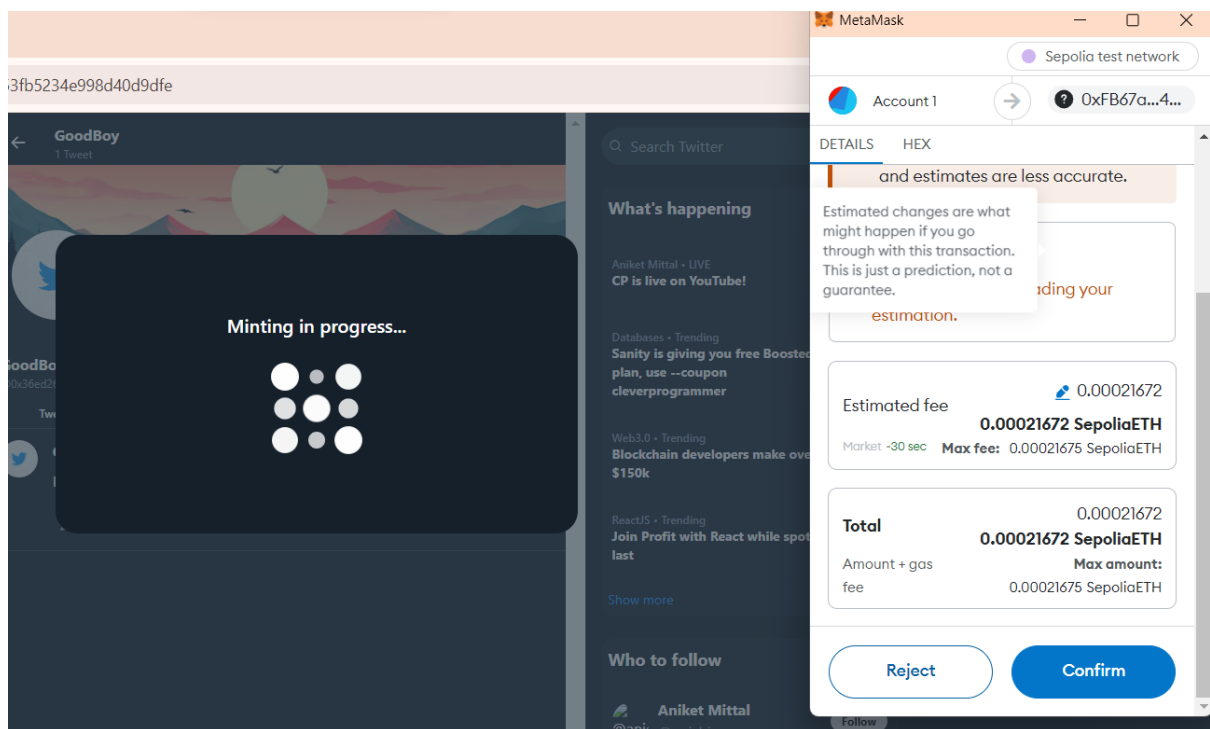 MetaMask
Sepolia test network
53fb5234e998d40d9dfe
Account 1
0xFB67a...4...
GoodBoy
1 Tweet
Search Twitter
What's happening
Aniket Mittal • LIVE
CP is live on YouTube!
Databases • Trending
Sanity is giving you free Boosted
plan, use --coupon
cleverprogrammer
Web3.0 • Trending
Blockchain developers make ove
$150k
ReactJS • Trending
Join Profit with React while spot
last
Show more
Who to follow
Aniket Mittal
Follow
Minting in progress...
DETAILS HEX
and estimates are less accurate.
Estimated changes are what
might happen if you go
through with this transaction.
This is just a prediction, not a
guarantee.
ading your
estimation.
Estimated fee
0.00021672
0.00021672 SepoliaETH
Market ~30 sec Max fee: 0.00021675 SepoliaETH
Total
0.00021672
0.00021672 SepoliaETH
Amount + gas
fee
Max amount:
0.00021675 SepoliaETH
Reject
Confirm